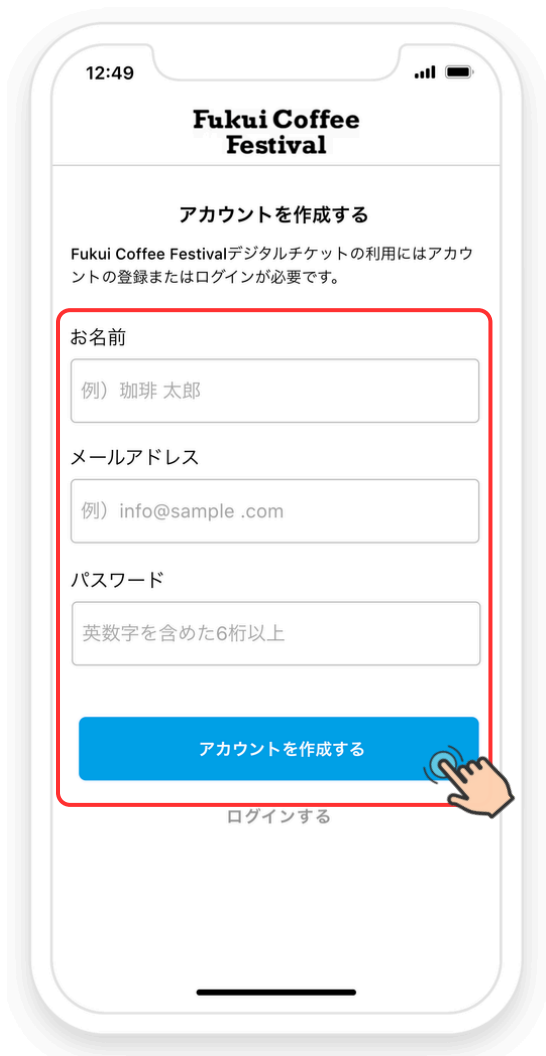 12:49
Fukui Coffee
Festival
アカウントを作成する
Fukui Coffee Festivalデジタルチケットの利用にはアカウ
ントの登録またはログインが必要です。
お名前
例）珈琲 太郎
メールアドレス
例）info@sample .com
パスワード
英数字を含めた6桁以上
アカウントを作成する
ログインする